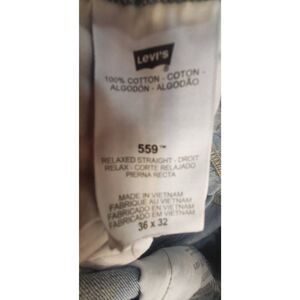 Levi's
100% COTTON - COTON -
ALGODÓN - ALGODÃO
559™
RELAXED STRAIGHT - DROIT
RELAX - CORTE RELAJADO
PIERNA RECTA
MADE IN VIETNAM
FABRIQUÉ AU VIETNAM
FABRICADO EN VIETNAM
FABRICADO NO VIETNAM
36 x 32